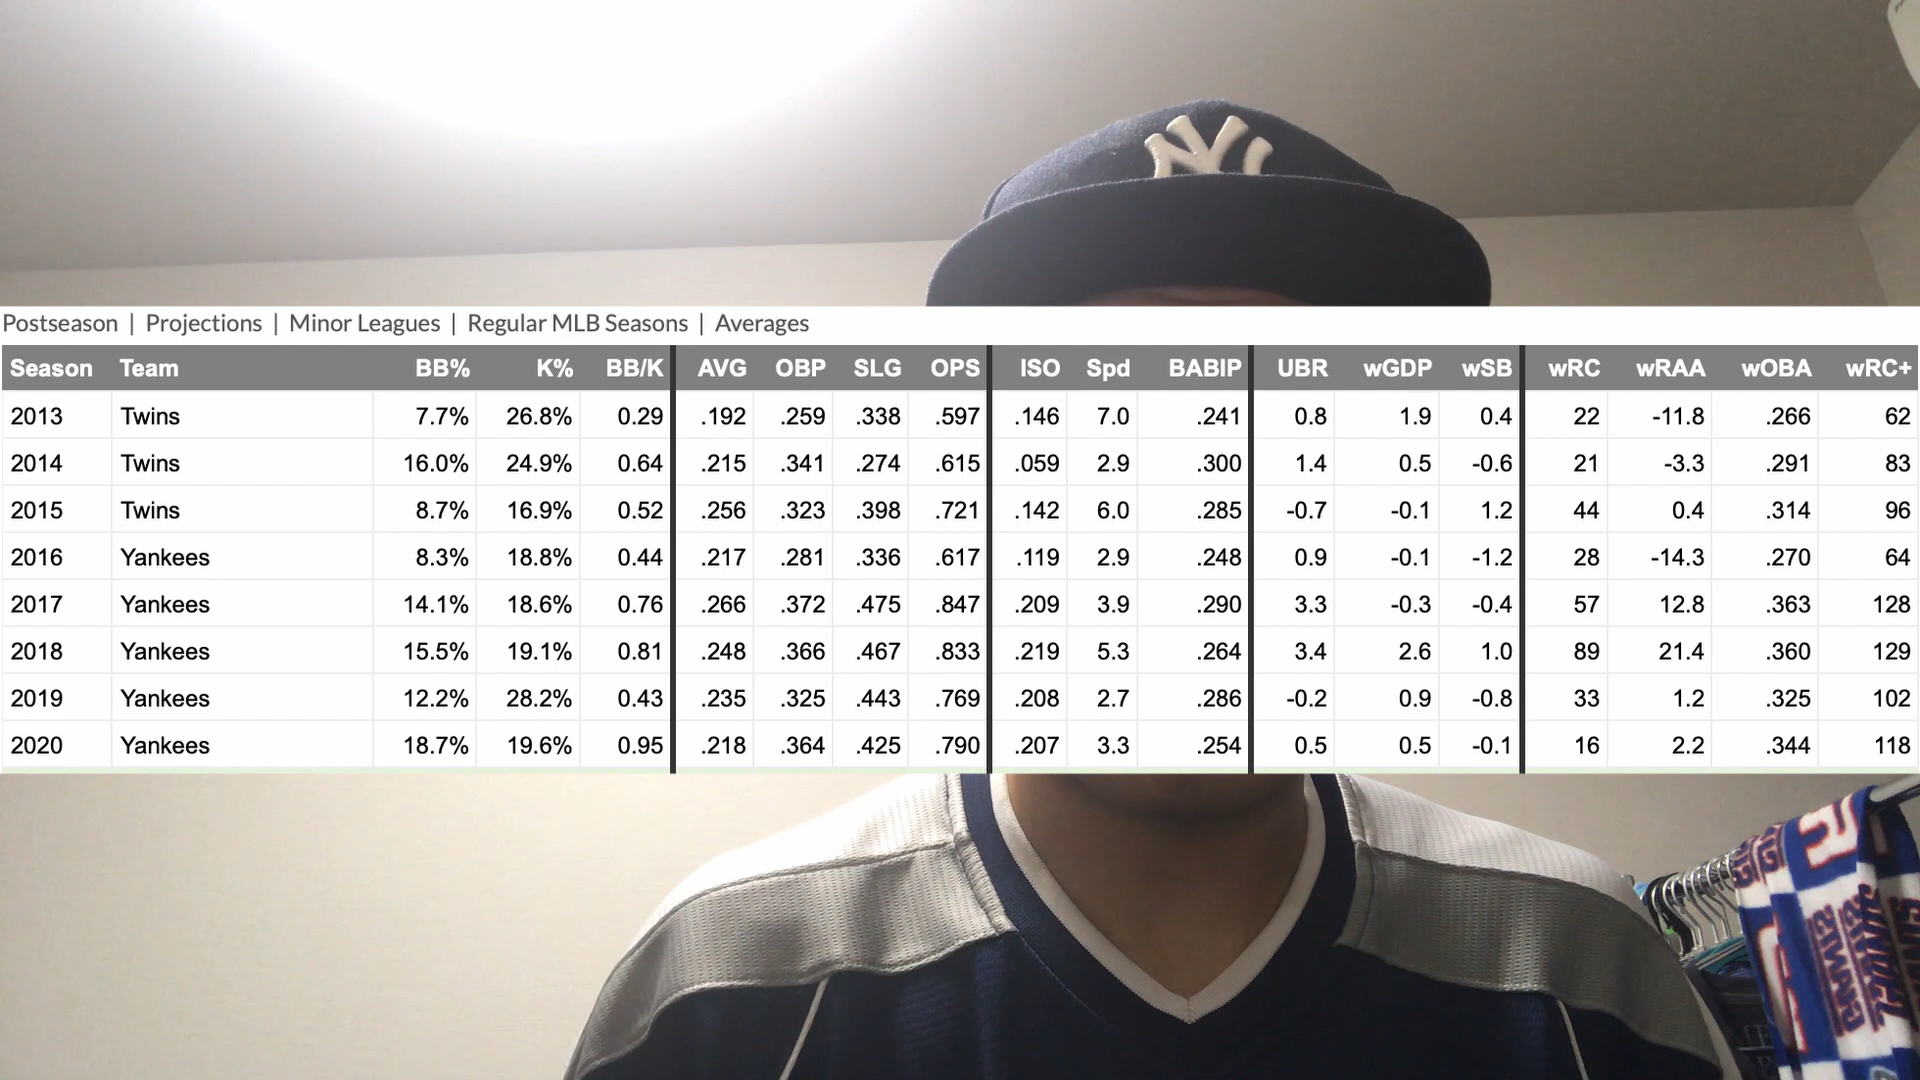 NY
Postseason | Projections | Minor Leagues | Regular MLB Seasons | Averages
Season Team BB% K% BB/K AVG OBP SLG OPS ISO Spd BABIP UBR wGDP wSB wRC wRAA wOBA wRC+
2013 Twins 7.7% 26.8% 0.29 .192 .259 .338 .597 .146 7.0 .241 0.8 1.9 0.4 22 -11.8 .266 62
2014 Twins 16.0% 24.9% 0.64 .215 .341 .274 .615 .059 2.9 .300 1.4 0.5 -0.6 21 -3.3 .291 83
2015 Twins 8.7% 16.9% 0.52 .256 .323 .398 .721 .142 6.0 .285 -0.7 -0.1 1.2 44 0.4 .314 96
2016 Yankees 8.3% 18.8% 0.44 .217 .281 .336 .617 .119 2.9 .248 0.9 -0.1 -1.2 28 -14.3 .270 64
2017 Yankees 14.1% 18.6% 0.76 .266 .372 .475 .847 .209 3.9 .290 3.3 -0.3 -0.4 57 12.8 .363 128
2018 Yankees 15.5% 19.1% 0.81 .248 .366 .467 .833 .219 5.3 .264 3.4 2.6 1.0 89 21.4 .360 129
2019 Yankees 12.2% 28.2% 0.43 .235 .325 .443 .769 .208 2.7 .286 -0.2 0.9 -0.8 33 1.2 .325 102
2020 Yankees 18.7% 19.6% 0.95 .218 .364 .425 .790 .207 3.3 .254 0.5 0.5 -0.1 16 2.2 .344 118